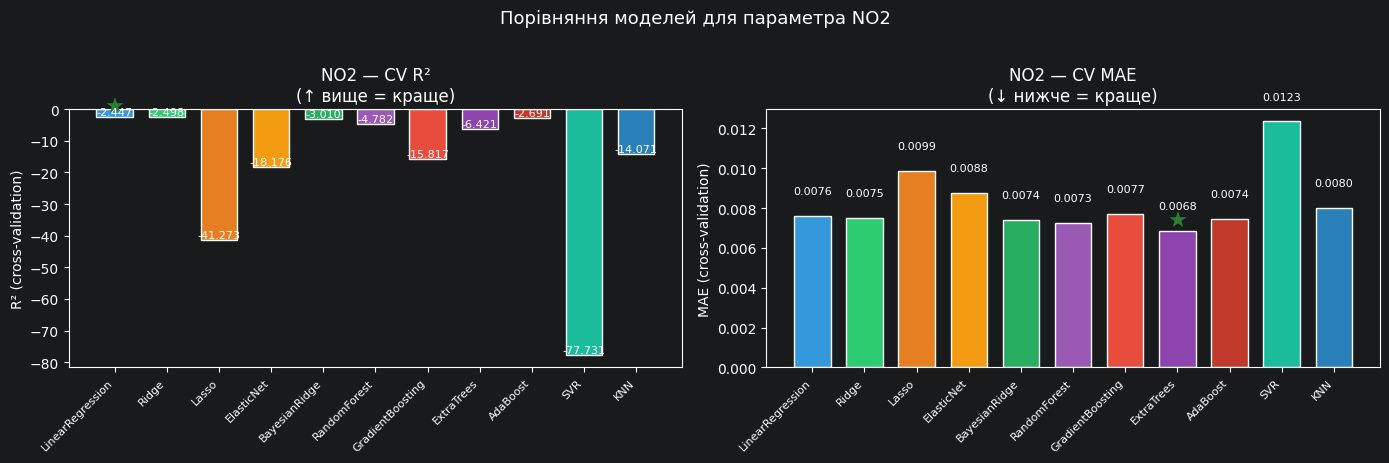 Порівняння моделей для параметра NO2
NO2 — CV R²
(↑ вище = краще)
R² (cross-validation)
0
−10
−20
−30
−40
−50
−60
−70
−80
-2.447
-2.498
-41.273
-18.176
-3.010
-4.782
-15.817
-6.421
-2.691
-77.731
-14.071
LinearRegression
Ridge
Lasso
ElasticNet
BayesianRidge
RandomForest
GradientBoosting
ExtraTrees
AdaBoost
SVR
KNN
NO2 — CV MAE
(↓ нижче = краще)
MAE (cross-validation)
0.012
0.010
0.008
0.006
0.004
0.002
0.000
0.0076
0.0075
0.0099
0.0088
0.0074
0.0073
0.0077
0.0068
0.0074
0.0123
0.0080
LinearRegression
Ridge
Lasso
ElasticNet
BayesianRidge
RandomForest
GradientBoosting
ExtraTrees
AdaBoost
SVR
KNN